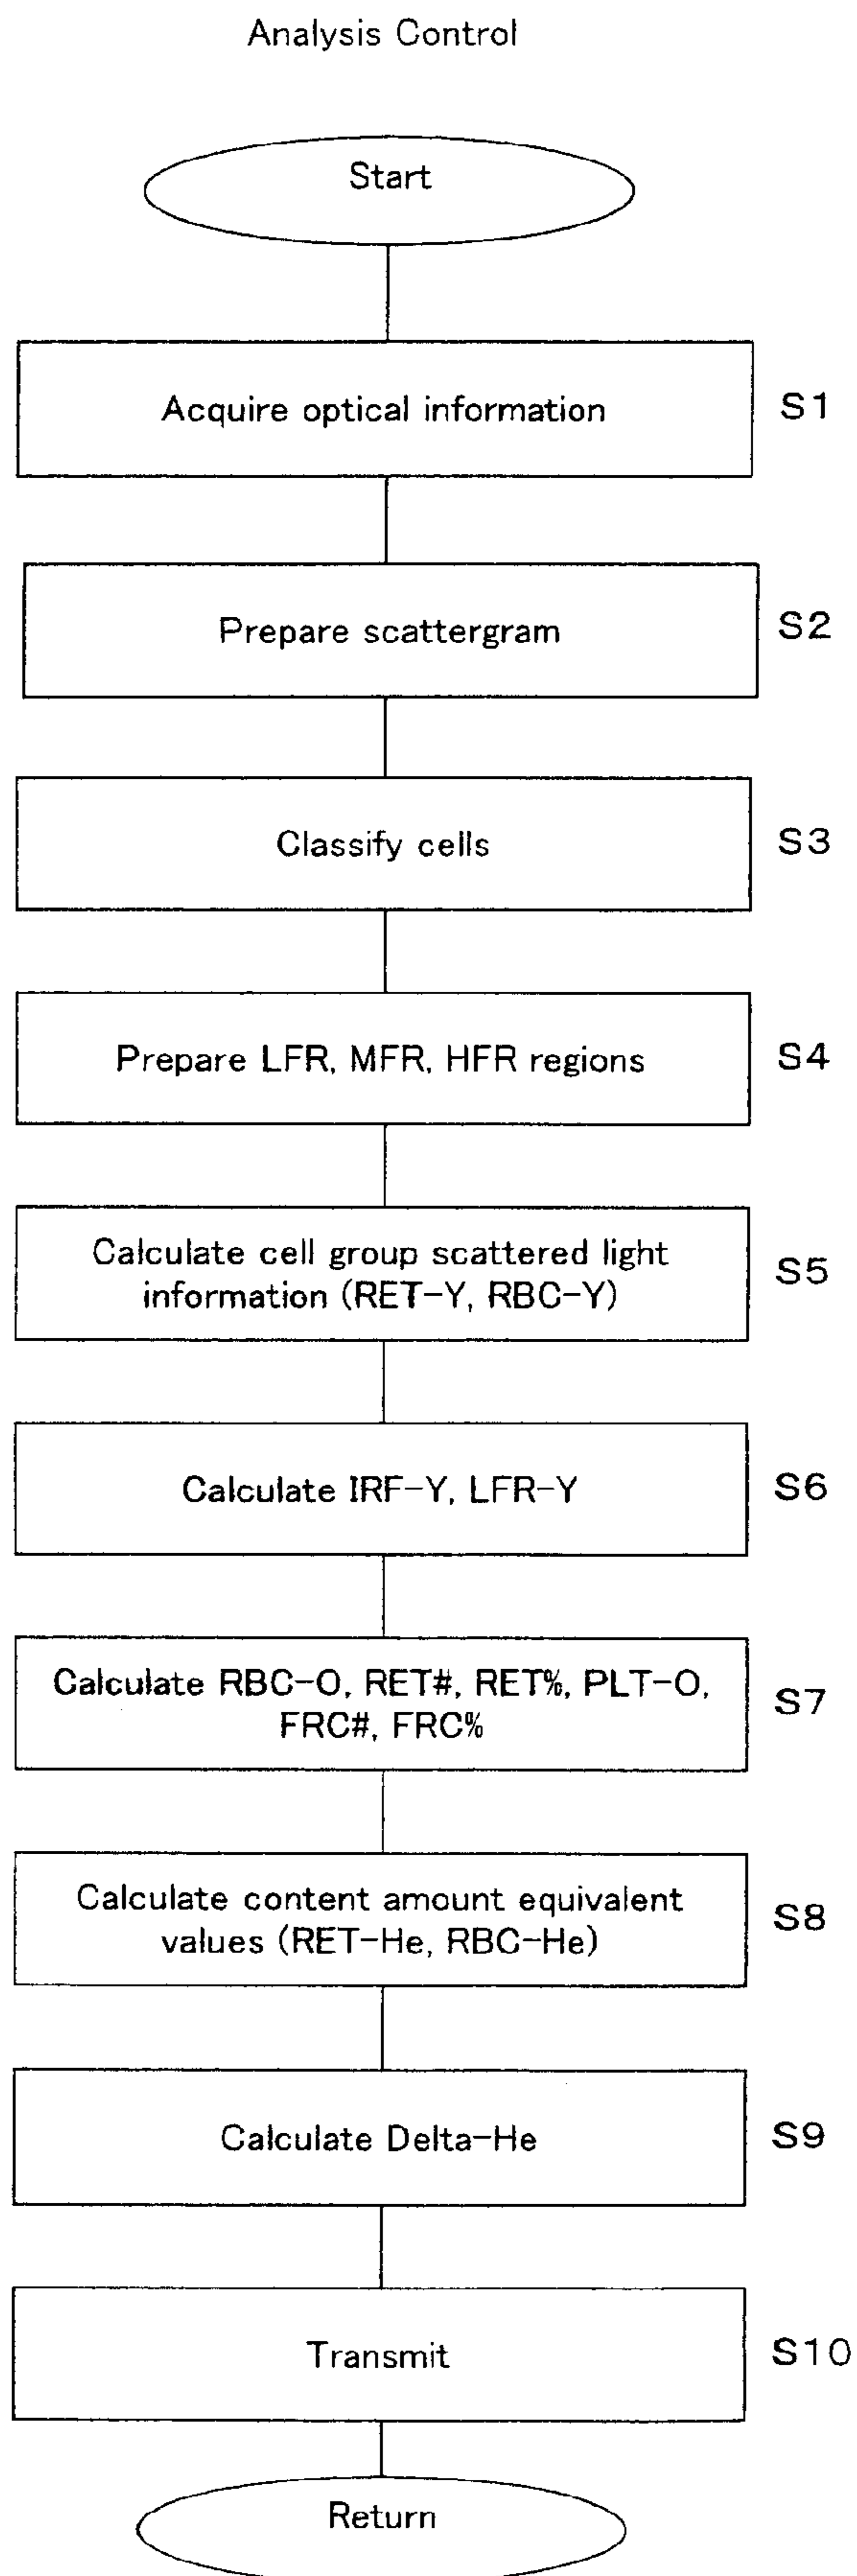 Analysis Control
Start
Acquire optical information
S1
Prepare scattergram
S2
Classify cells
S3
Prepare LFR, MFR, HFR regions
S4
Calculate cell group scattered light
information (RET-Y, RBC-Y)
S5
Calculate IRF-Y, LFR-Y
S6
Calculate RBC-O, RET#, RET%, PLT-O,
FRC#, FRC%
S7
Calculate content amount equivalent
values (RET-He, RBC-He)
S8
Calculate Delta-He
S9
Transmit
S10
Return